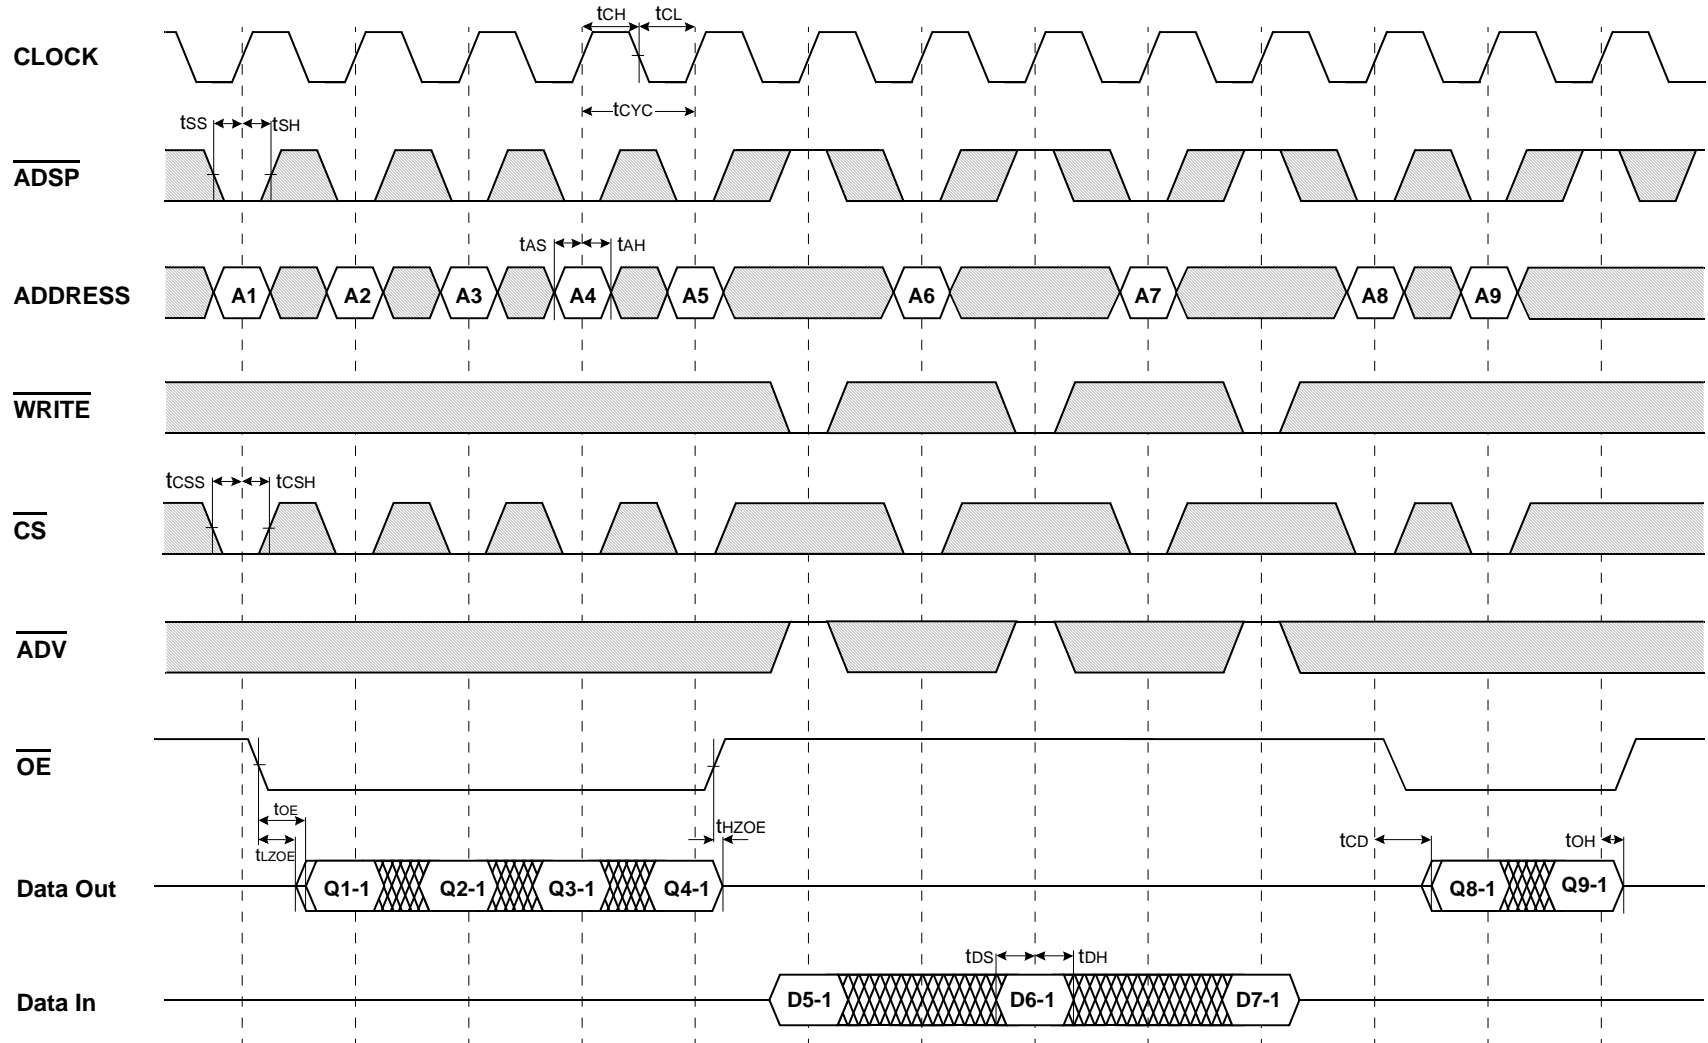 tCH tCL
CLOCK
tCYC
tSS tSH
ADSP
tAS tAH
ADDRESS A1 A2 A3 A4 A5 A6 A7 A8 A9
WRITE
tCSS tCSH
CS
ADV
OE
tOE tHZOE
tLZOE tCD tOH
Data Out Q1-1 Q2-1 Q3-1 Q4-1 Q8-1 Q9-1
tDS tDH
Data In D5-1 D6-1 D7-1